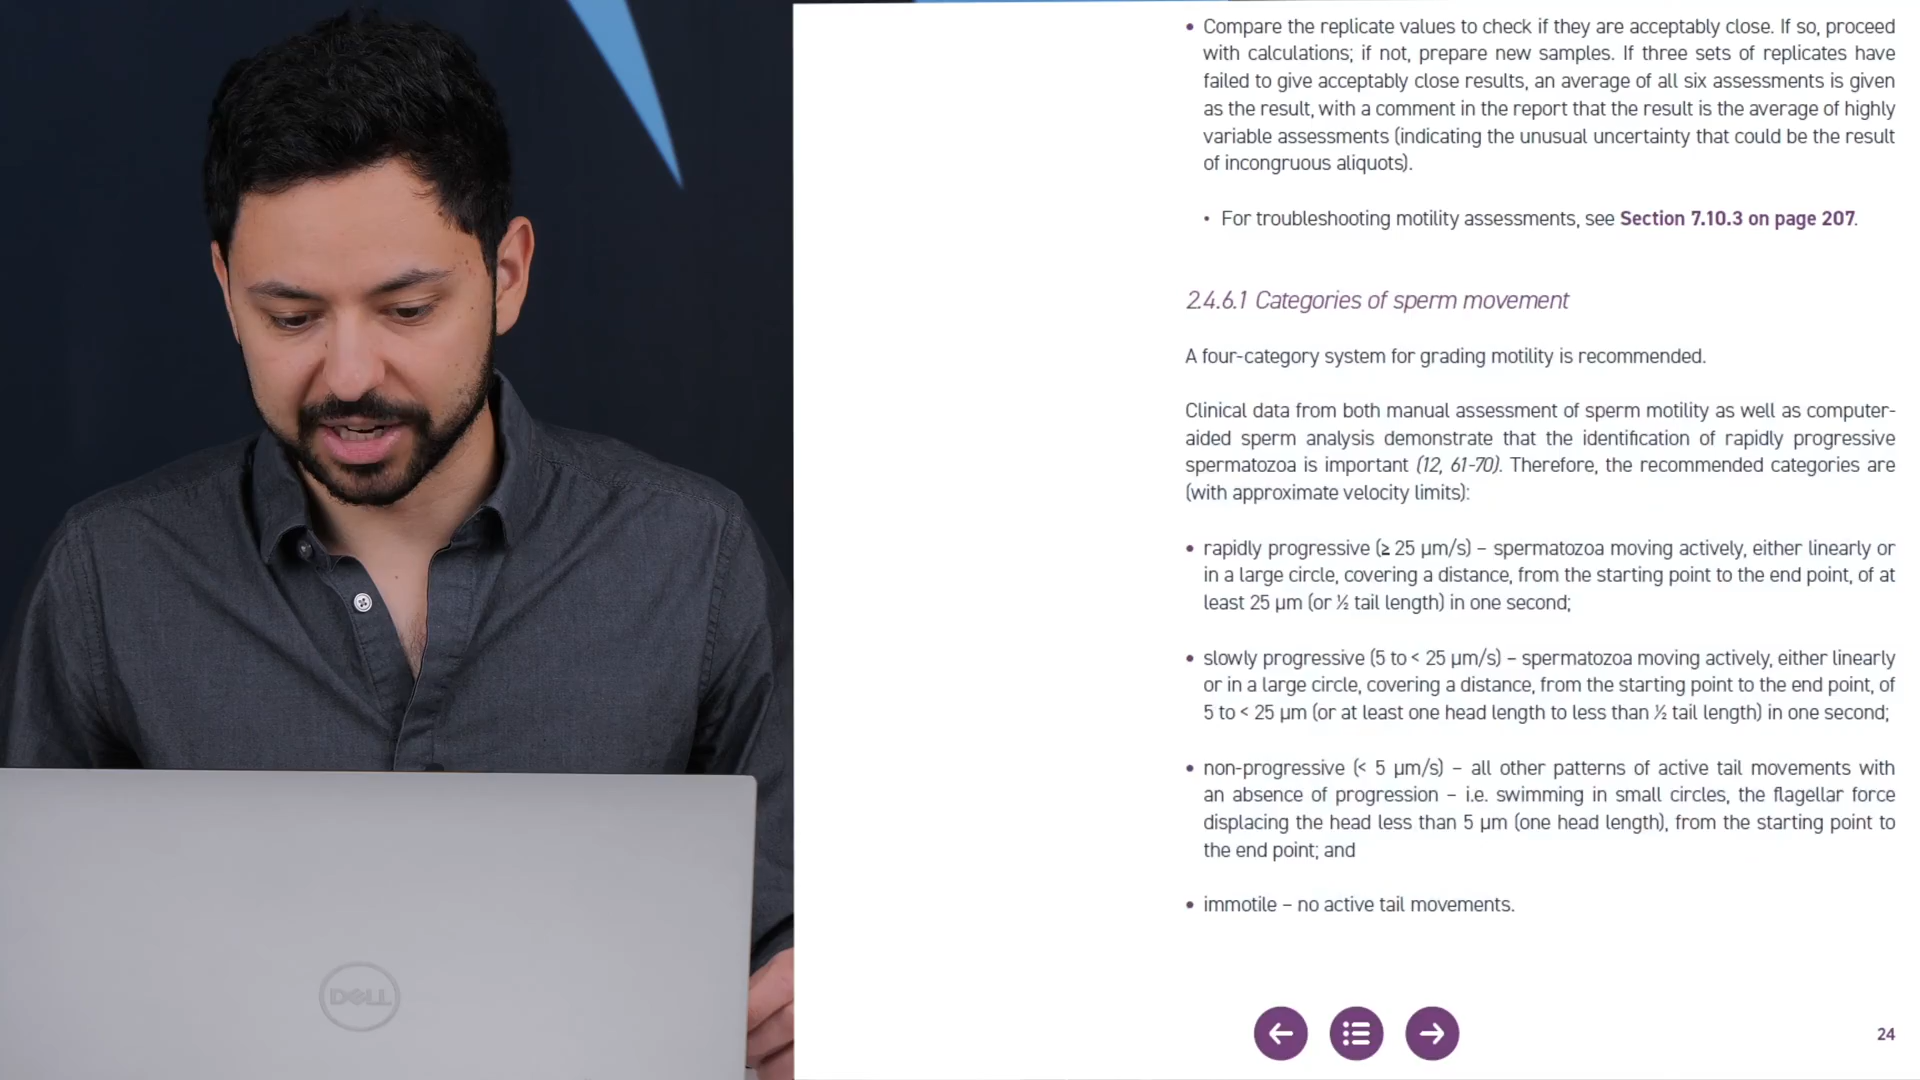 • Compare the replicate values to check if they are acceptably close. If so, proceed
with calculations; if not, prepare new samples. If three sets of replicates have
failed to give acceptably close results, an average of all six assessments is given
as the result, with a comment in the report that the result is the average of highly
variable assessments (indicating the unusual uncertainty that could be the result
of incongruous aliquots).
• For troubleshooting motility assessments, see Section 7.10.3 on page 207.
2.4.6.1 Categories of sperm movement
A four-category system for grading motility is recommended.
Clinical data from both manual assessment of sperm motility as well as computer-
aided sperm analysis demonstrate that the identification of rapidly progressive
spermatozoa is important (12, 61-70). Therefore, the recommended categories are
(with approximate velocity limits):
• rapidly progressive (≥ 25 μm/s) – spermatozoa moving actively, either linearly or
in a large circle, covering a distance, from the starting point to the end point, of at
least 25 μm (or ½ tail length) in one second;
• slowly progressive (5 to < 25 μm/s) – spermatozoa moving actively, either linearly
or in a large circle, covering a distance, from the starting point to the end point, of
5 to < 25 μm (or at least one head length to less than ½ tail length) in one second;
• non-progressive (< 5 μm/s) – all other patterns of active tail movements with
an absence of progression – i.e. swimming in small circles, the flagellar force
displacing the head less than 5 μm (one head length), from the starting point to
the end point; and
• immotile – no active tail movements.
DELL
24